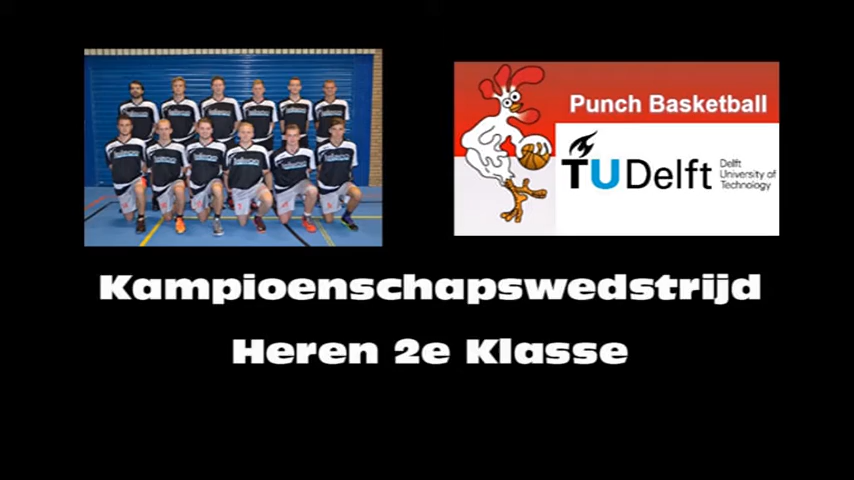 Punch Basketball
TUDelft
Delft
University of
Technology
Kampioenschapswedstrijd
Heren 2e Klasse